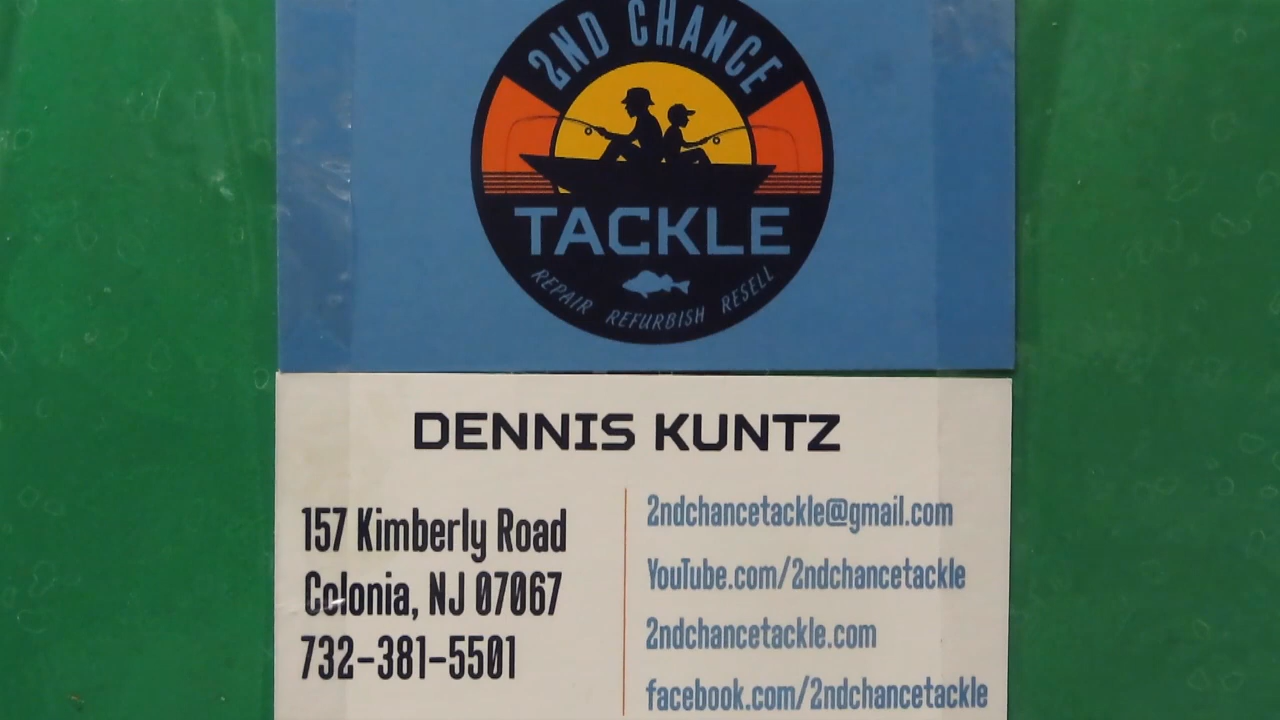 2ND CHANCE
TACKLE
REPAIR REFURBISH RESELL
DENNIS KUNTZ
157 Kimberly Road
Colonia, NJ 07067
732-381-5501
2ndchancetackle@gmail.com
YouTube.com/2ndchancetackle
2ndchancetackle.com
facebook.com/2ndchancetackle